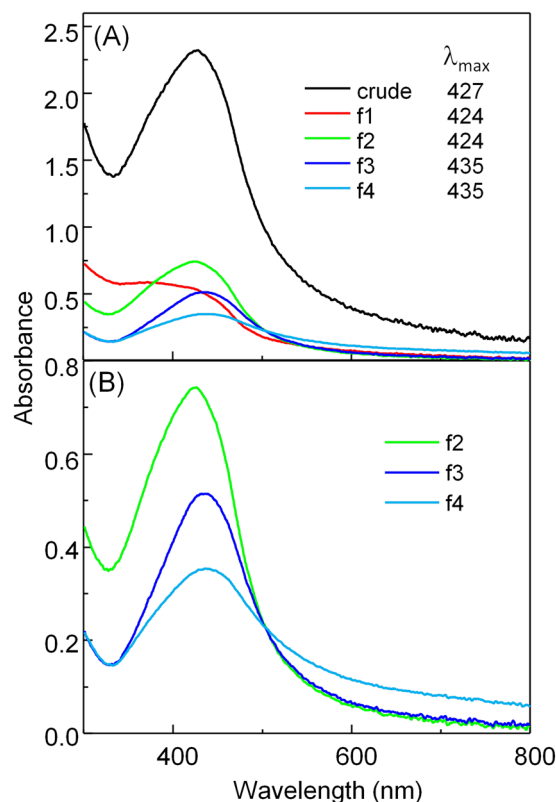 (A)
λmax
crude 427
f1 424
f2 424
f3 435
f4 435
2.5
2.0
1.5
1.0
0.5
Absorbance
(B)
f2
f3
f4
0.8
0.6
0.4
0.2
0.0
400 600 800
Wavelength (nm)